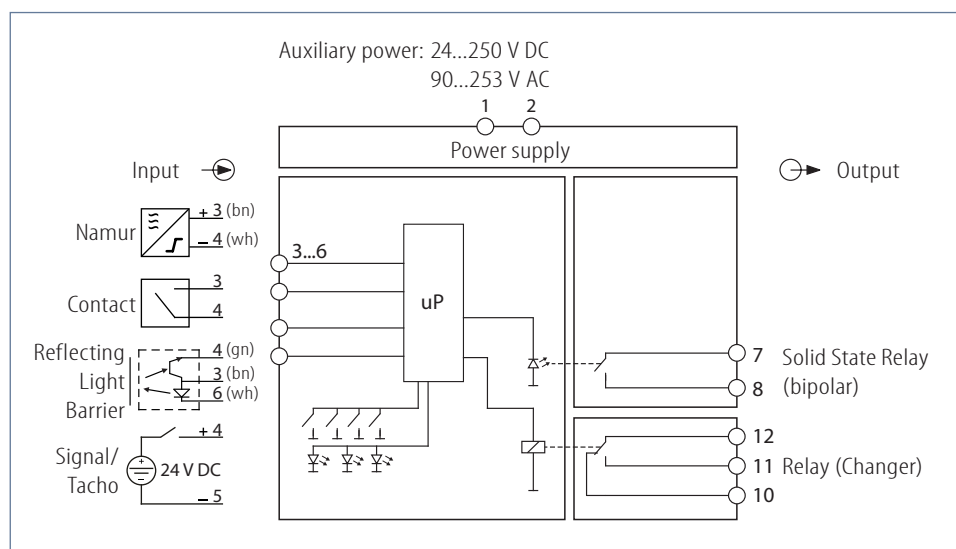 Auxiliary power: 24...250 V DC
90...253 V AC
1 2
Power supply
Input
Output
Namur
+ 3 (bn)
– 4 (wh)
Contact
3
4
Reflecting
Light
Barrier
4 (gn)
3 (bn)
6 (wh)
Signal/
Tacho
+ 4
24 V DC
– 5
3...6
uP
7
8
Solid State Relay
(bipolar)
12
11
10
Relay (Changer)